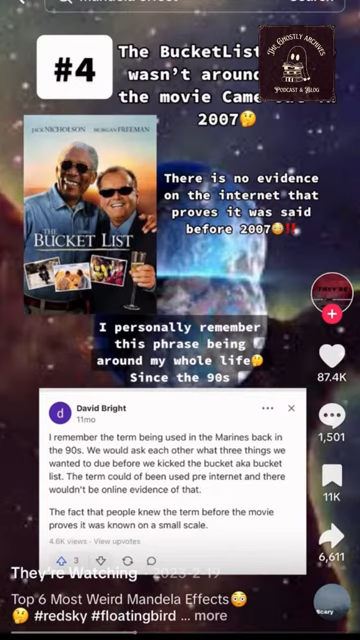 mandela effect
Search
THE GHOSTLY ARCHIVES
PODCAST & BLOG
#4
The BucketList
wasn't around
the movie Came
2007🤔
JACK NICHOLSON MORGAN FREEMAN
THE
BUCKET LIST
There is no evidence
on the internet that
proves it was said
before 2007😳‼️
I personally remember
this phrase being
around my whole life🤔
Since the 90s
d
David Bright
11mo
I remember the term being used in the Marines back in
the 90s. We would ask each other what three things we
wanted to due before we kicked the bucket aka bucket
list. The term could of been used pre internet and there
wouldn't be online evidence of that.
The fact that people knew the term before the movie
proves it was known on a small scale.
4.6K views · View upvotes
3
87.4K
1,501
11K
6,611
They're Watching 2023-2-19
Top 6 Most Weird Mandela Effects😳
🤔 #redsky #floatingbird ... more